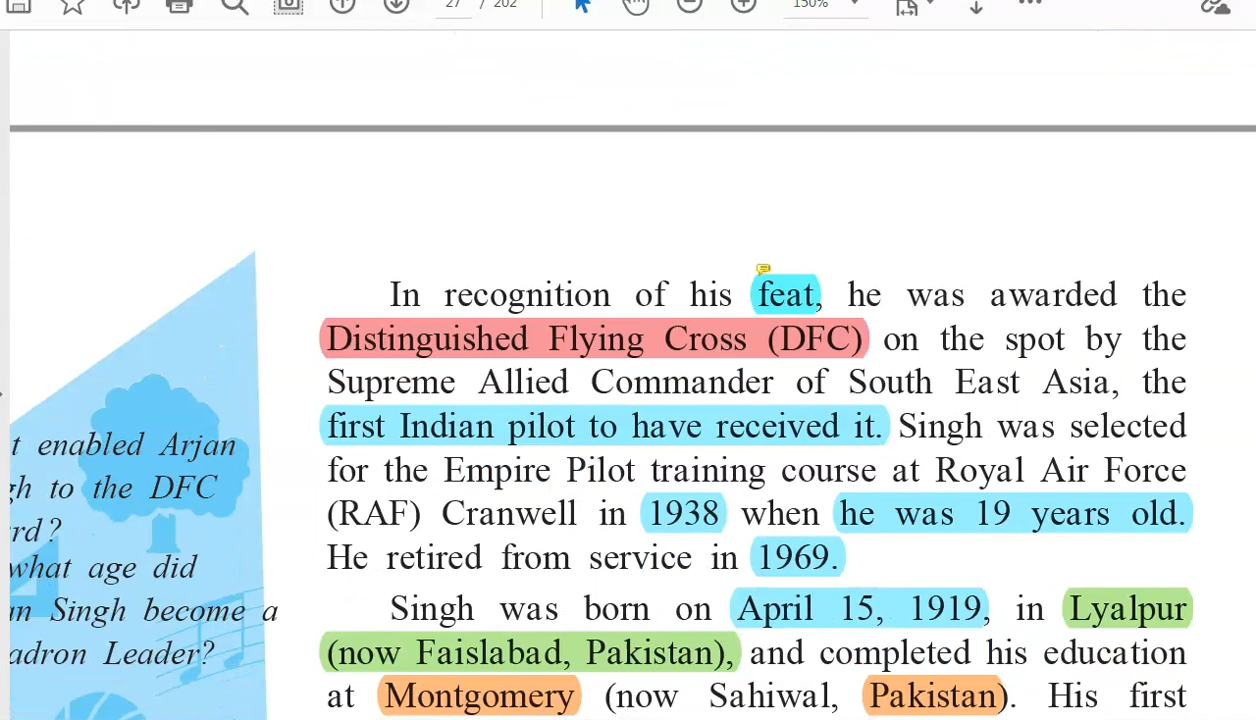 27 / 202
150%
In recognition of his feat, he was awarded the
Distinguished Flying Cross (DFC) on the spot by the
Supreme Allied Commander of South East Asia, the
first Indian pilot to have received it. Singh was selected
for the Empire Pilot training course at Royal Air Force
(RAF) Cranwell in 1938 when he was 19 years old.
He retired from service in 1969.
Singh was born on April 15, 1919, in Lyalpur
(now Faislabad, Pakistan), and completed his education
at Montgomery (now Sahiwal, Pakistan). His first
enabled Arjan
to the DFC
what age did
Singh become a
Leader?